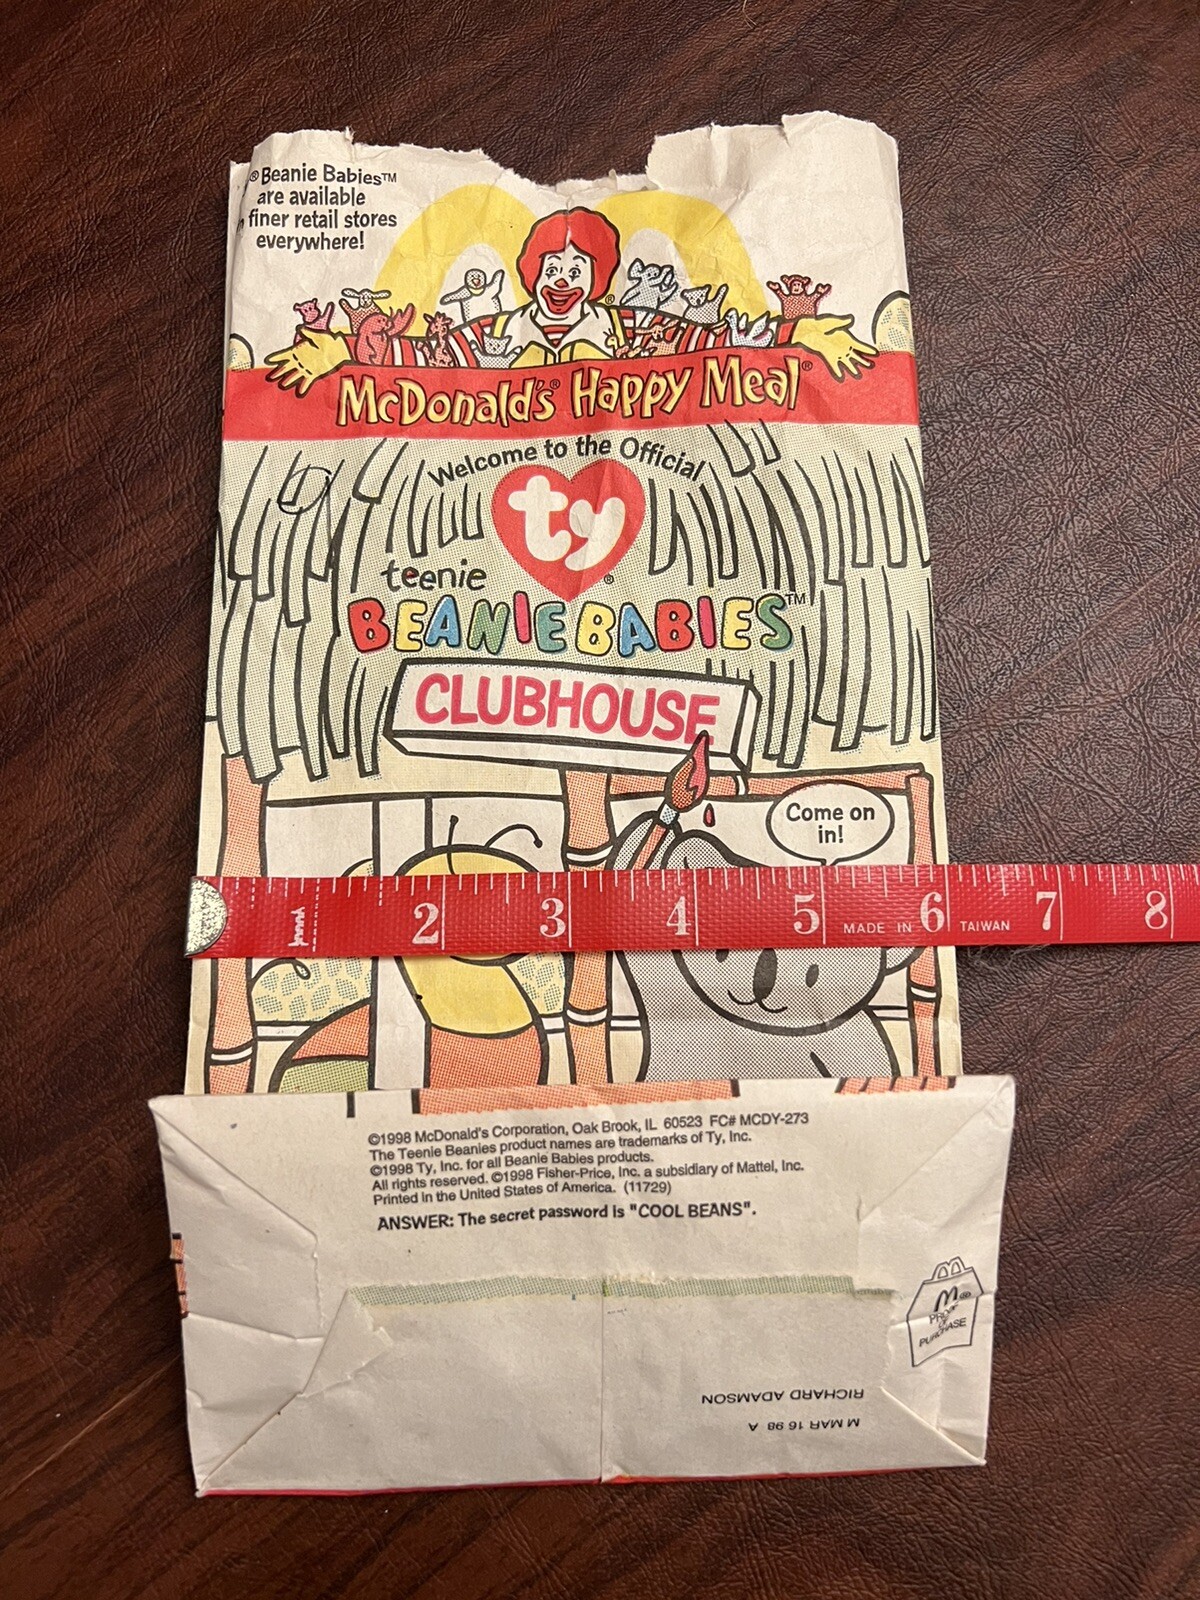 ® Beanie Babies™
are available
finer retail stores
everywhere!
McDonald's® Happy Meal®
Welcome to the Official
ty®
teenie
BEANIE BABIES™
CLUBHOUSE
Come on
in!
2 3 4 5 MADE IN 6 TAIWAN 7 8
©1998 McDonald's Corporation, Oak Brook, IL 60523 FC# MCDY-273
The Teenie Beanies product names are trademarks of Ty, Inc.
©1998 Ty, Inc. for all Beanie Babies products.
All rights reserved. ©1998 Fisher-Price, Inc. a subsidiary of Mattel, Inc.
Printed in the United States of America. (11729)
ANSWER: The secret password is "COOL BEANS".
M®
PROOF
OF
PURCHASE
RICHARD ADAMSON
M MAR 16 98 A